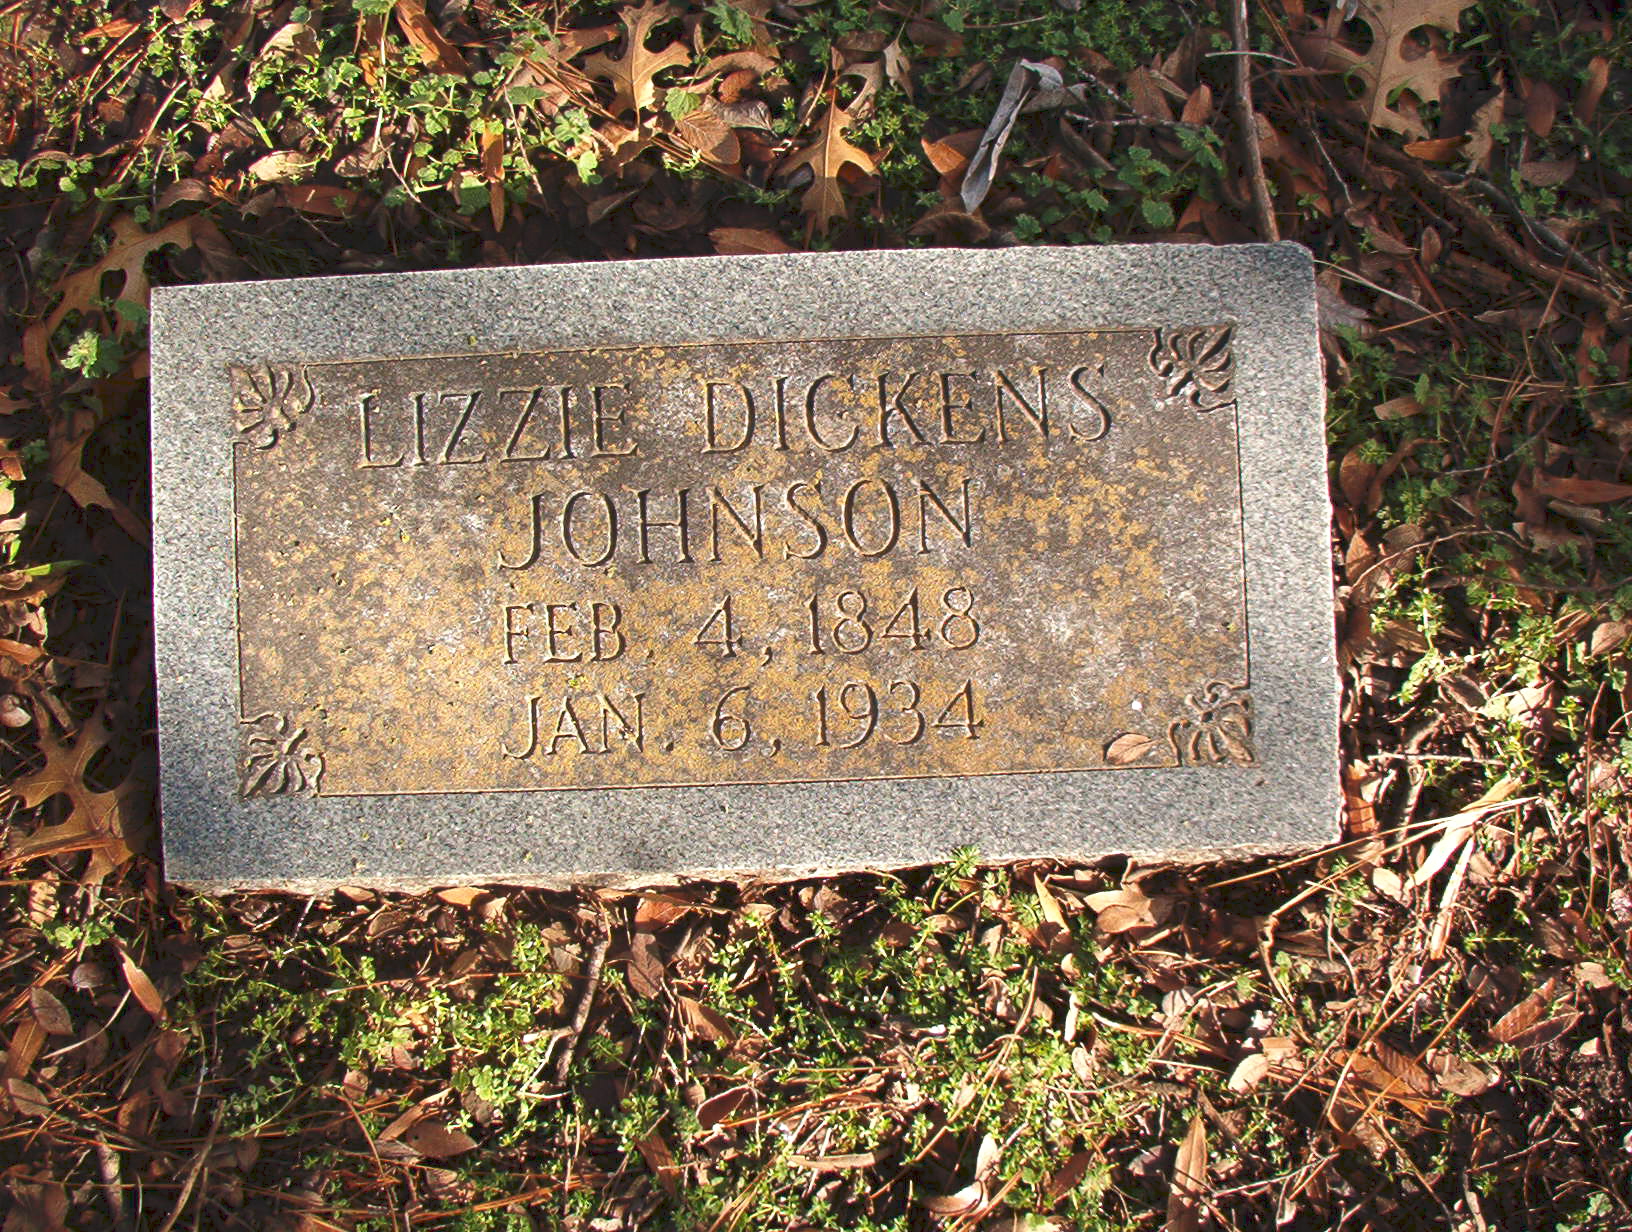 LIZZIE DICKENS
JOHNSON
FEB. 4, 1848
JAN. 6, 1934